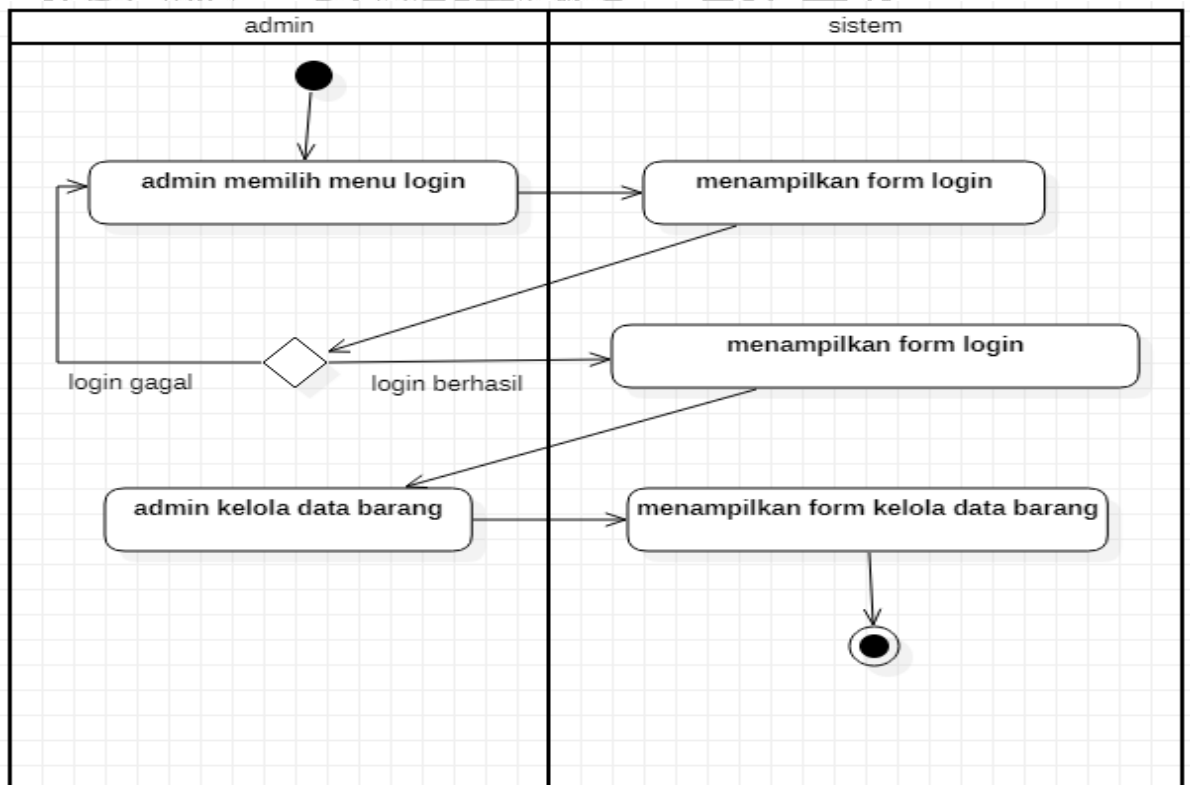 admin
sistem
admin memilih menu login
menampilkan form login
menampilkan form login
login gagal
login berhasil
admin kelola data barang
menampilkan form kelola data barang